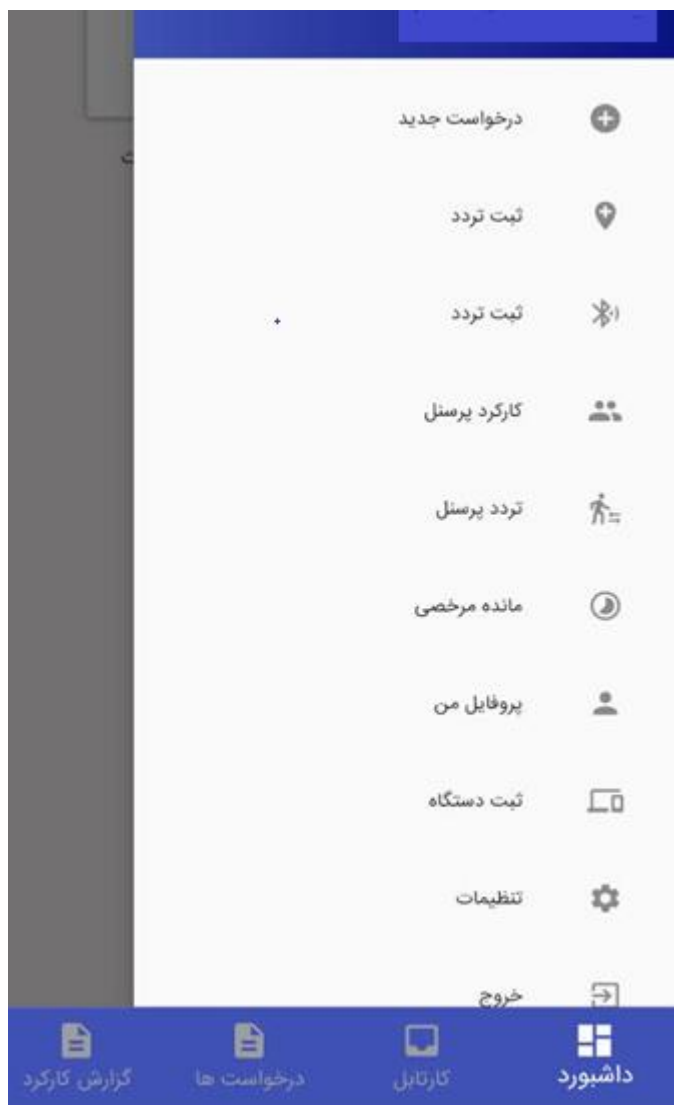 درخواست جدید
ثبت تردد
ثبت تردد
کارکرد پرسنل
تردد پرسنل
مانده مرخصی
پروفایل من
ثبت دستگاه
تنظیمات
خروج
داشبورد کارتابل درخواست ها گزارش کارکرد